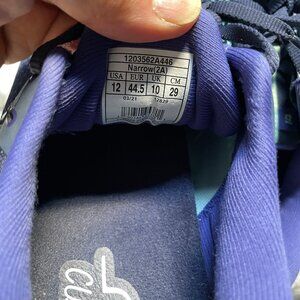 1203562A446
Narrow(2A)
USA EUR UK CM
12 44.5 10 29
03/21